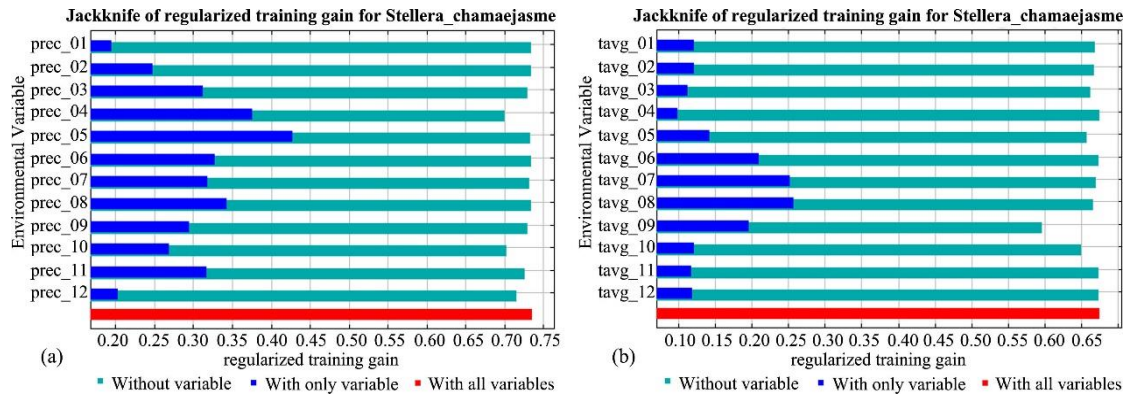 Jackknife of regularized training gain for Stellera_chamaejasme
Environmental Variable
prec_01
prec_02
prec_03
prec_04
prec_05
prec_06
prec_07
prec_08
prec_09
prec_10
prec_11
prec_12
0.20 0.25 0.30 0.35 0.40 0.45 0.50 0.55 0.60 0.65 0.70 0.75
(a) regularized training gain
Without variable With only variable With all variables
Jackknife of regularized training gain for Stellera_chamaejasme
Environmental Variable
tavg_01
tavg_02
tavg_03
tavg_04
tavg_05
tavg_06
tavg_07
tavg_08
tavg_09
tavg_10
tavg_11
tavg_12
0.10 0.15 0.20 0.25 0.30 0.35 0.40 0.45 0.50 0.55 0.60 0.65
(b) regularized training gain
Without variable With only variable With all variables